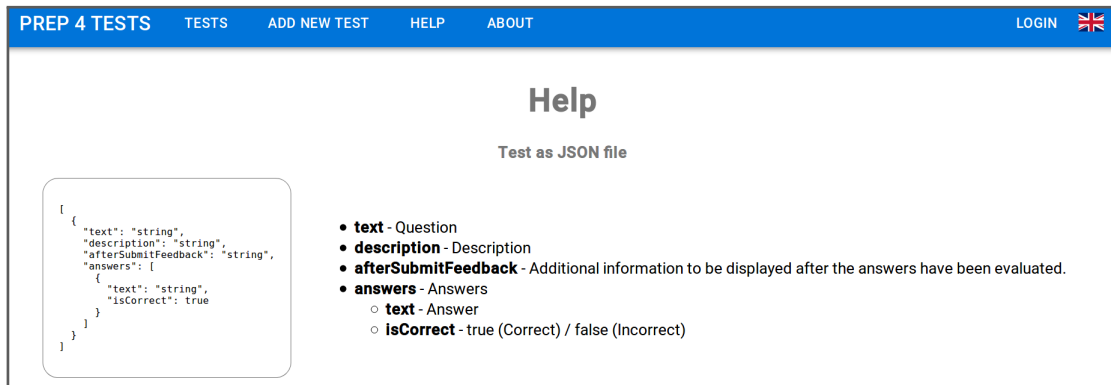 PREP 4 TESTS TESTS ADD NEW TEST HELP ABOUT LOGIN
Help
Test as JSON file
[
  {
    "text": "string",
    "description": "string",
    "afterSubmitFeedback": "string",
    "answers": [
      {
        "text": "string",
        "isCorrect": true
      }
    ]
  }
]
• text - Question
• description - Description
• afterSubmitFeedback - Additional information to be displayed after the answers have been evaluated.
• answers - Answers
○ text - Answer
○ isCorrect - true (Correct) / false (Incorrect)